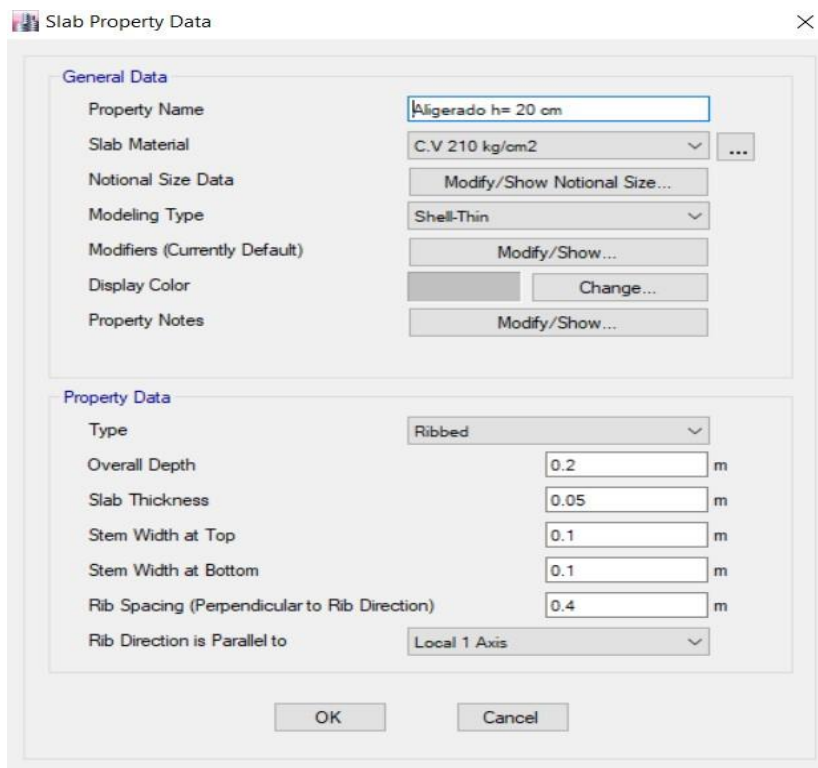 Slab Property Data
General Data
Property Name Aligerado h= 20 cm
Slab Material C.V 210 kg/cm2 ...
Notional Size Data Modify/Show Notional Size...
Modeling Type Shell-Thin
Modifiers (Currently Default) Modify/Show...
Display Color Change...
Property Notes Modify/Show...
Property Data
Type Ribbed
Overall Depth 0.2 m
Slab Thickness 0.05 m
Stem Width at Top 0.1 m
Stem Width at Bottom 0.1 m
Rib Spacing (Perpendicular to Rib Direction) 0.4 m
Rib Direction is Parallel to Local 1 Axis
OK Cancel